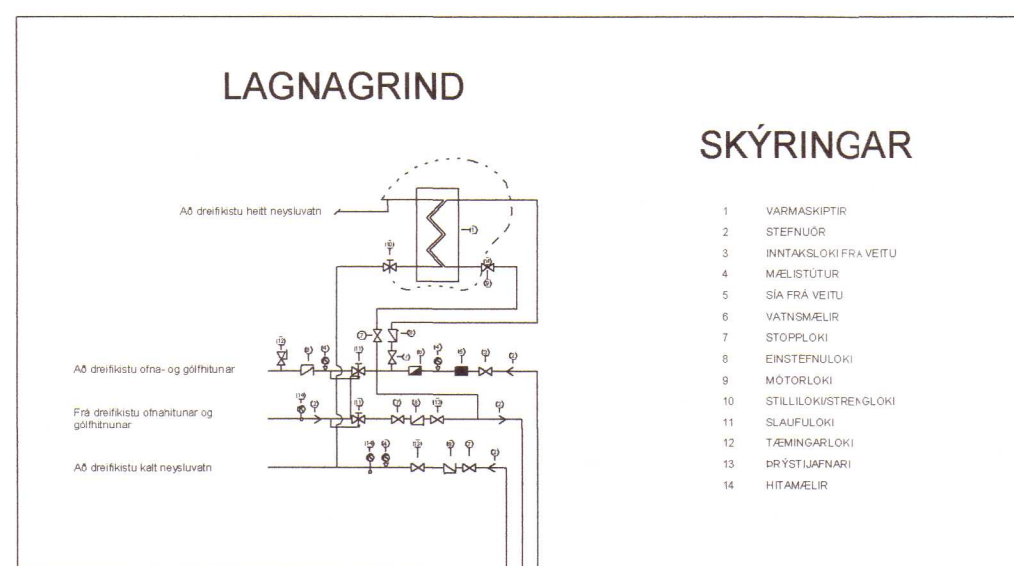 LAGNAGRIND
SKÝRINGAR
Að dreifikistu heitt neysluvatn
Að dreifikistu ofna- og gólfhitunar
Frá dreifikistu ofnahitunar og
gólfhitnunar
Að dreifikistu kalt neysluvatn
1 VARMASKIPTIR
2 STEFNUÖR
3 INNTAKSLOKI FRÁ VEITU
4 MÆLISTÚTUR
5 SÍA FRÁ VEITU
6 VATNSMÆLIR
7 STOPPLOKI
8 EINSTEFNULOKI
9 MÓTORLOKI
10 STILLILOKI/STRENGLOKI
11 SLAUFULOKI
12 TÆMINGARLOKI
13 ÞRÝSTIJAFNARI
14 HITAMÆLIR